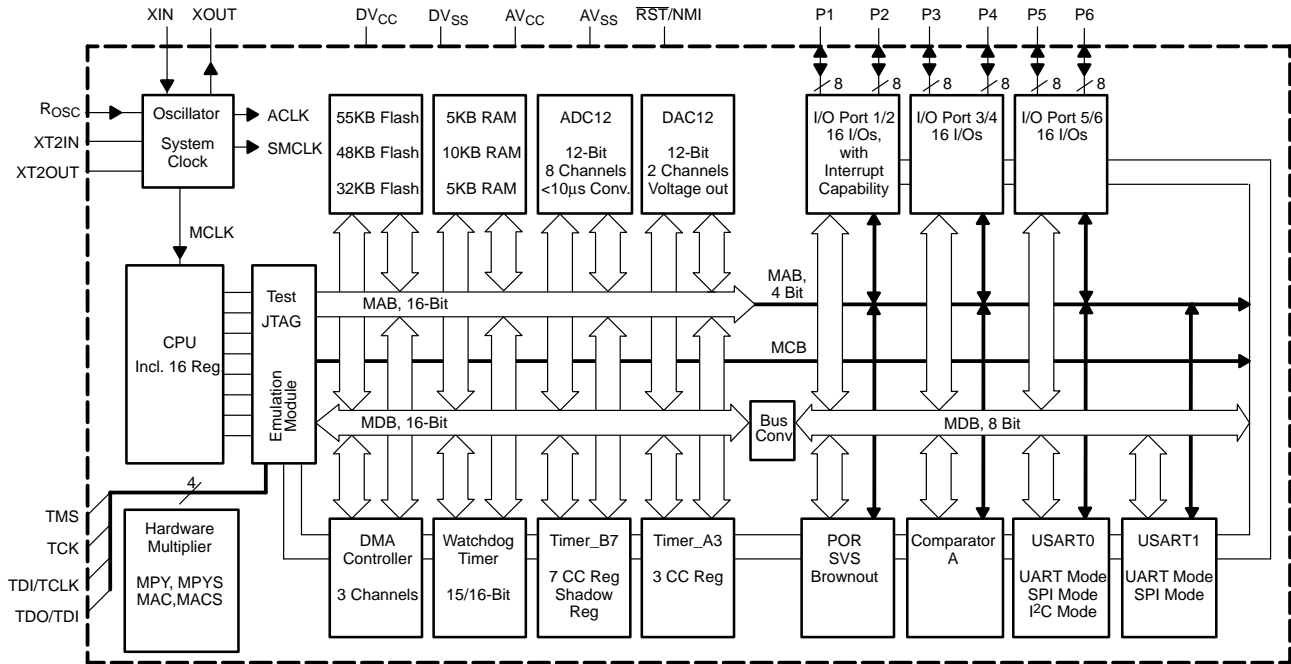 XIN XOUT DVCC DVSS AVCC AVSS RST/NMI P1 P2 P3 P4 P5 P6
8 8 8 8 8 8
ROSC
XT2IN
XT2OUT
Oscillator
System
Clock
ACLK
SMCLK
MCLK
55KB Flash
48KB Flash
32KB Flash
5KB RAM
10KB RAM
5KB RAM
ADC12
12-Bit
8 Channels
<10μs Conv.
DAC12
12-Bit
2 Channels
Voltage out
I/O Port 1/2
16 I/Os,
with
Interrupt
Capability
I/O Port 3/4
16 I/Os
I/O Port 5/6
16 I/Os
CPU
Incl. 16 Reg.
Test
JTAG
Emulation
Module
MAB, 16-Bit
MAB,
4 Bit
MCB
MDB, 16-Bit
Bus
Conv
MDB, 8 Bit
4
TMS
TCK
TDI/TCLK
TDO/TDI
Hardware
Multiplier
MPY, MPYS
MAC,MACS
DMA
Controller
3 Channels
Watchdog
Timer
15/16-Bit
Timer_B7
7 CC Reg
Shadow
Reg
Timer_A3
3 CC Reg
POR
SVS
Brownout
Comparator
A
USART0
UART Mode
SPI Mode
I2C Mode
USART1
UART Mode
SPI Mode